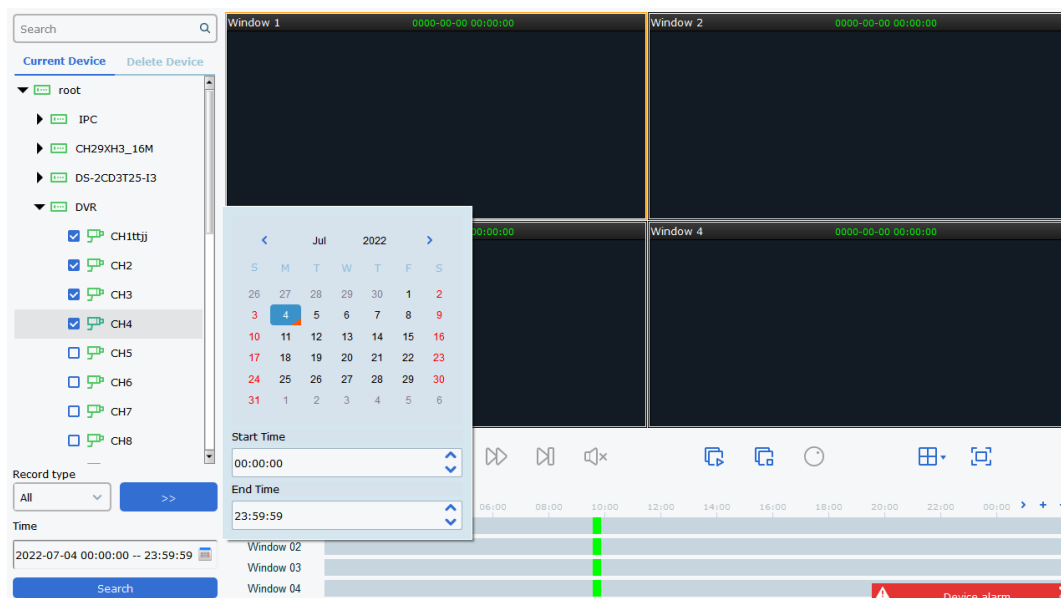 Search
Current Device Delete Device
root
IPC
CH29XH3_16M
DS-2CD3T25-I3
DVR
CH1ttjj
CH2
CH3
CH4
CH5
CH6
CH7
CH8
Record type
All >>
Time
2022-07-04 00:00:00 -- 23:59:59
Search
Window 1 0000-00-00 00:00:00
Window 2 0000-00-00 00:00:00
00:00:00
Window 4 0000-00-00 00:00:00
< Jul 2022 >
S M T W T F S
26 27 28 29 30 1 2
3 4 5 6 7 8 9
10 11 12 13 14 15 16
17 18 19 20 21 22 23
24 25 26 27 28 29 30
31 1 2 3 4 5 6
Start Time
00:00:00
End Time
23:59:59
06:00 08:00 10:00 12:00 14:00 16:00 18:00 20:00 22:00 00:00 > +
Window 02
Window 03
Window 04
Device alarm